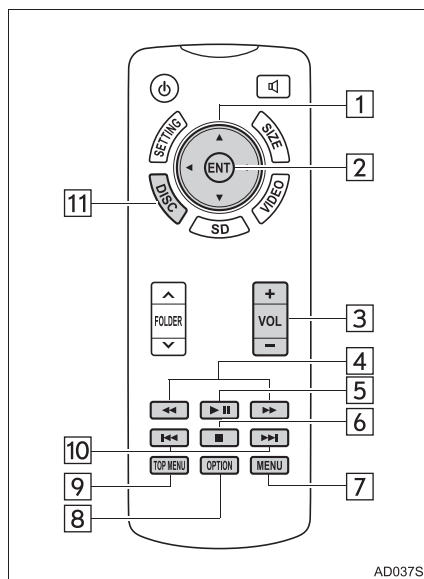 1
SETTING
SIZE
ENT
2
DISC
VIDEO
11
SD
+
FOLDER
VOL
3
−
4
5
6
10
TOP MENU
OPTION
MENU
9
8
7
AD037S